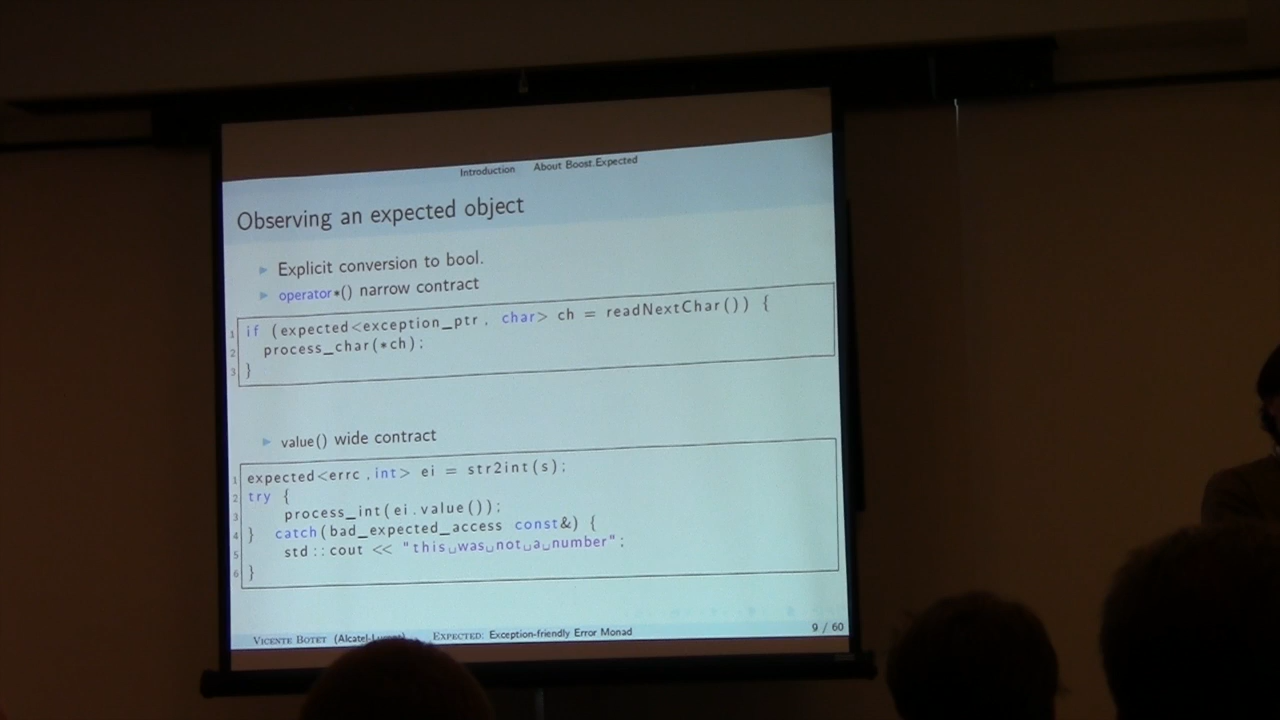 Introduction About Boost.Expected
Observing an expected object
Explicit conversion to bool.
operator*() narrow contract
1 if (expected<exception_ptr, char> ch = readNextChar()) {
2 process_char(*ch);
3 }
value() wide contract
1 expected<errc,int> ei = str2int(s);
2 try {
3 process_int(ei.value());
4 } catch(bad_expected_access const&) {
5 std::cout << "this␣was␣not␣a␣number";
6 }
VICENTE BOTET (Alcatel-Lucent) EXPECTED: Exception-friendly Error Monad 9 / 60